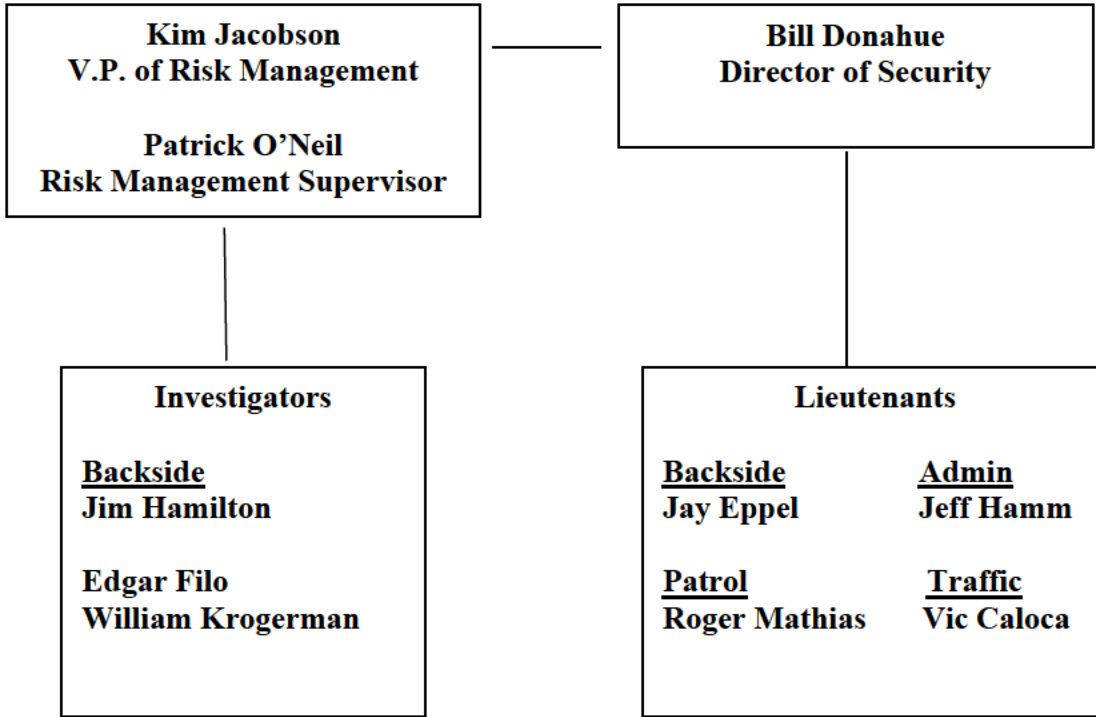 Kim Jacobson
V.P. of Risk Management
Patrick O’Neil
Risk Management Supervisor
Bill Donahue
Director of Security
Investigators
Backside
Jim Hamilton
Edgar Filo
William Krogerman
Lieutenants
Backside Admin
Jay Eppel Jeff Hamm
Patrol Traffic
Roger Mathias Vic Caloca